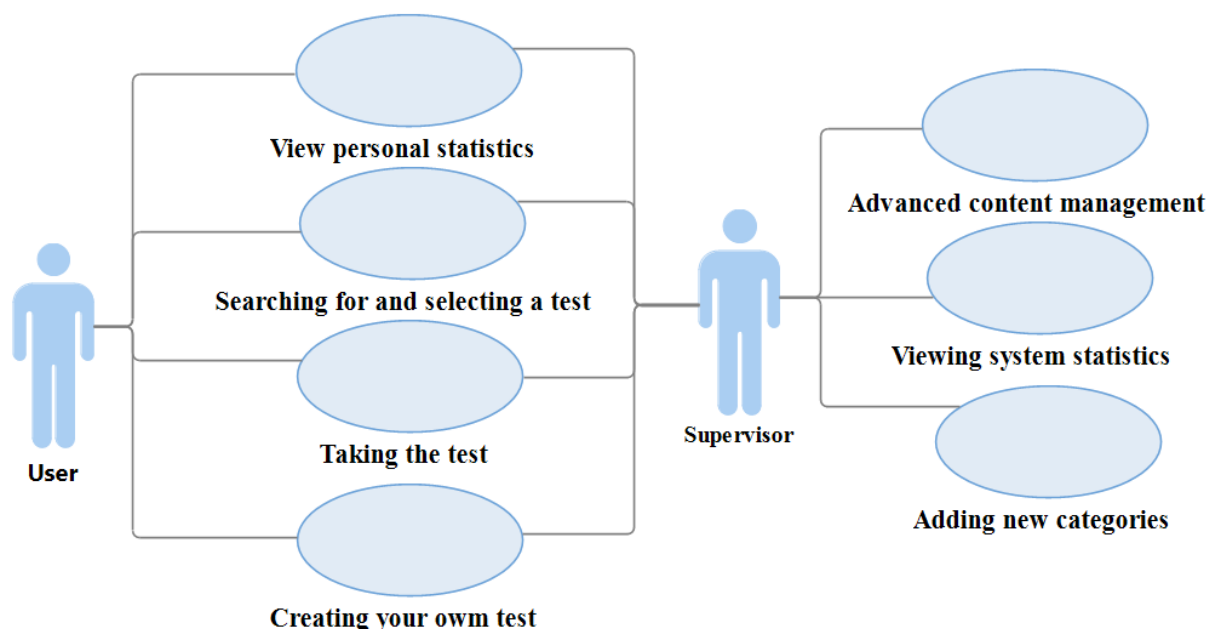 View personal statistics
Searching for and selecting a test
Taking the test
Creating your owm test
User
Supervisor
Advanced content management
Viewing system statistics
Adding new categories